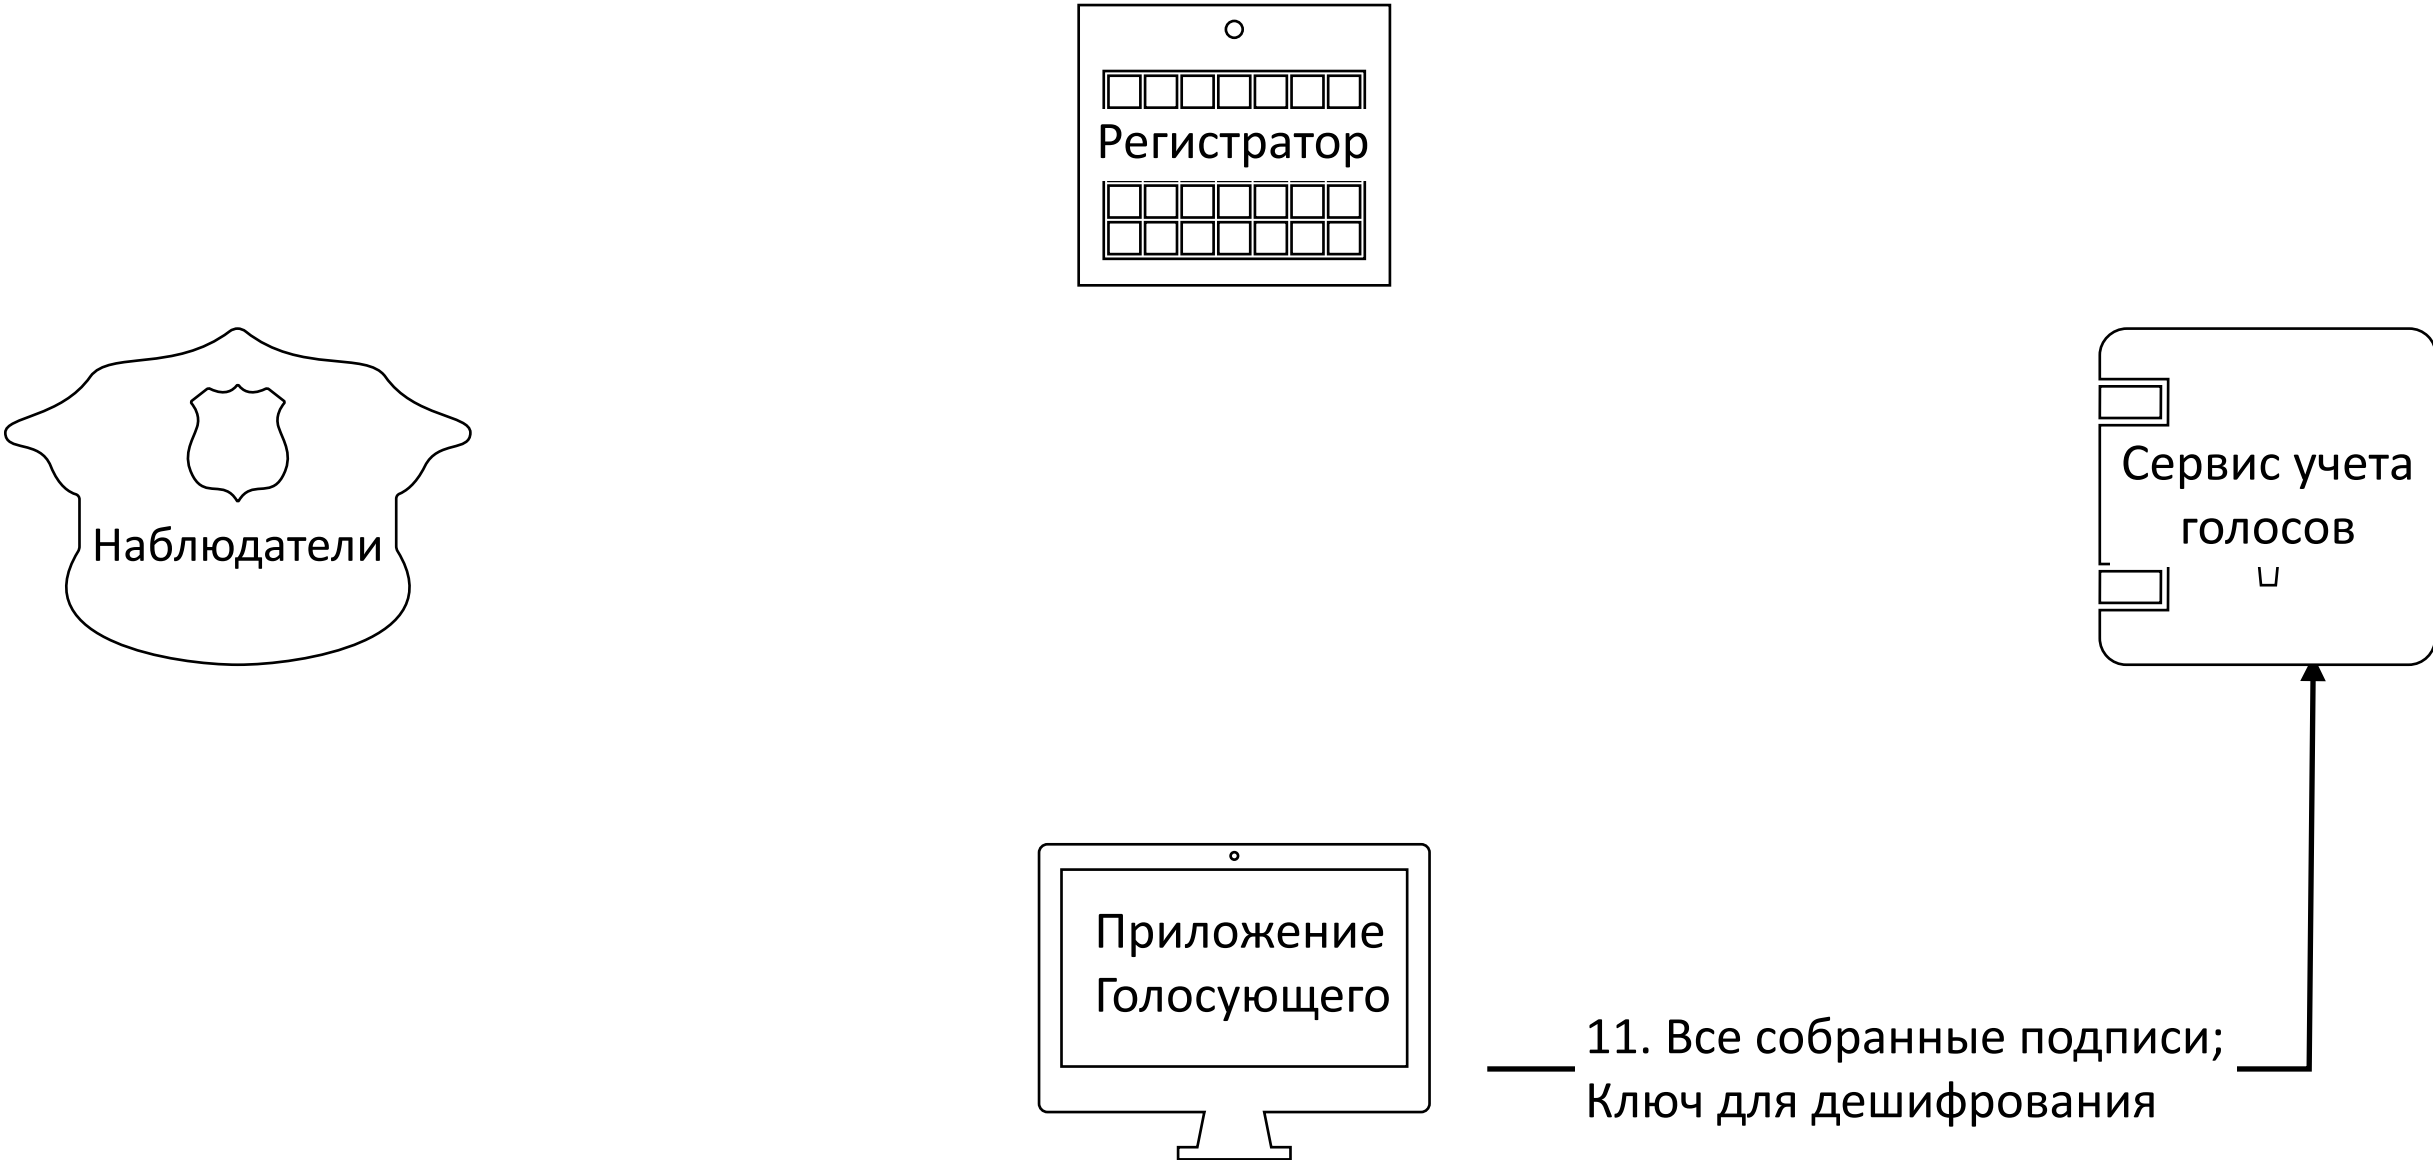 Регистратор
Сервис учета
голосов
Наблюдатели
Приложение
Голосующего
11. Все собранные подписи;
Ключ для дешифрования